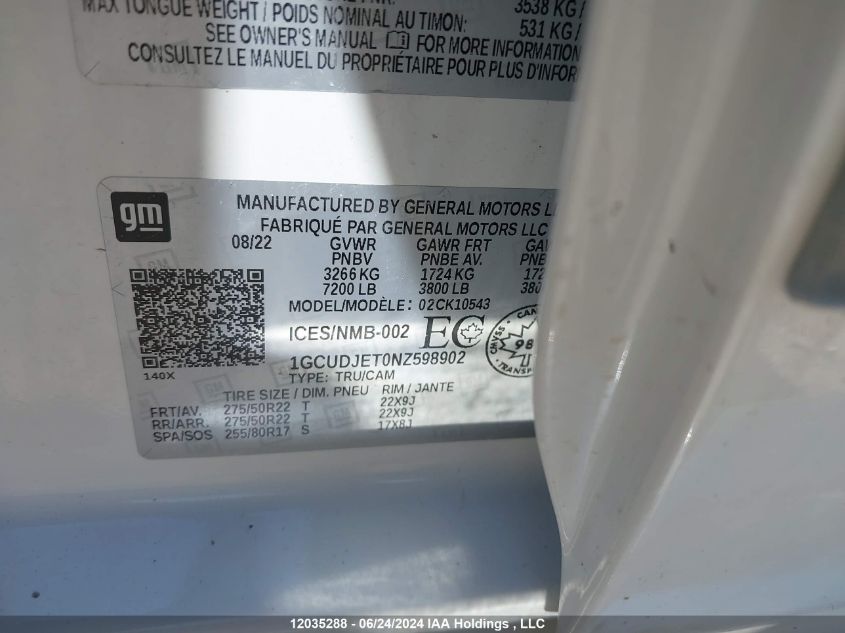 3538 KG /
MAX TONGUE WEIGHT / POIDS NOMINAL AU TIMON: 531 KG /
SEE OWNER'S MANUAL FOR MORE INFORMATION
CONSULTEZ LE MANUEL DU PROPRIÉTAIRE POUR PLUS D'INFOR
gm
MANUFACTURED BY GENERAL MOTORS
FABRIQUÉ PAR GENERAL MOTORS LLC
08/22 GVWR GAWR FRT
PNBV PNBE AV.
3266 KG 1724 KG 172
7200 LB 3800 LB 380
MODEL/MODÈLE: 02CK10543
ICES/NMB-002 EC
1GCUDJET0NZ598902
140X
TYPE: TRU/CAM
TIRE SIZE / DIM. PNEU RIM / JANTE
FRT/AV. 275/50R22 T 22X9J
RR/ARR. 275/50R22 T 22X9J
SPA/SOS 255/80R17 S 17X8J
12035288 - 06/24/2024 IAA Holdings, LLC